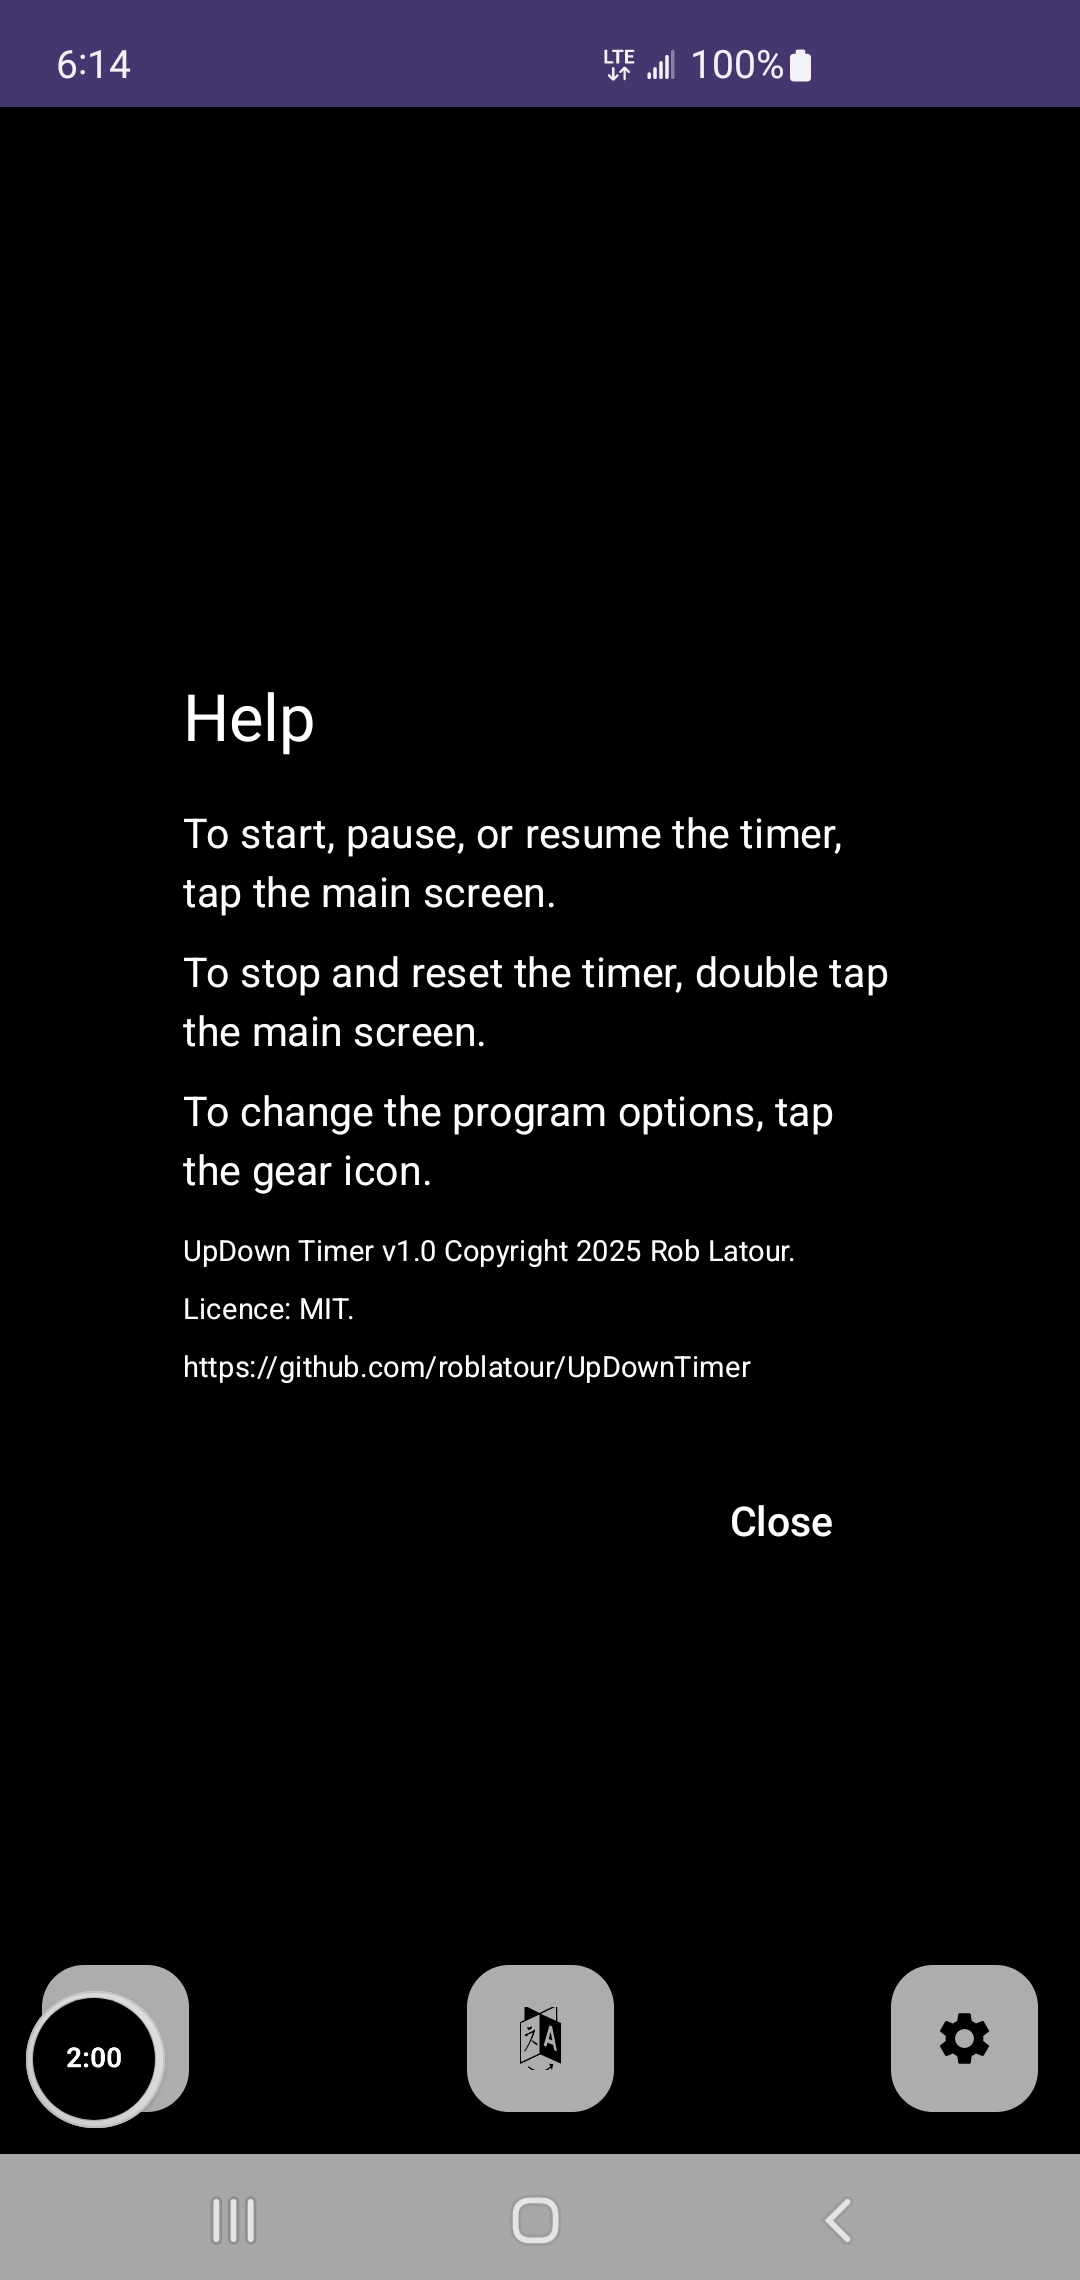 6:14
LTE
100%
Help
To start, pause, or resume the timer,
tap the main screen.
To stop and reset the timer, double tap
the main screen.
To change the program options, tap
the gear icon.
UpDown Timer v1.0 Copyright 2025 Rob Latour.
Licence: MIT.
https://github.com/roblatour/UpDownTimer
Close
2:00
A